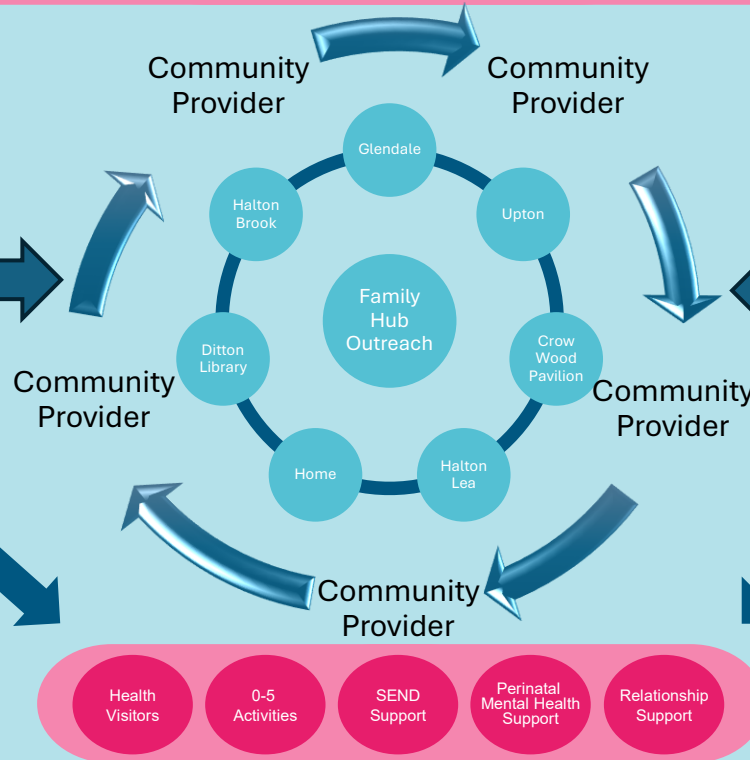 Community
Provider
Community
Provider
Glendale
Halton
Brook
Upton
Family
Hub
Outreach
Ditton
Library
Crow
Wood
Pavilion
Community
Provider
Community
Provider
Home
Halton
Lea
Community
Provider
Health
Visitors
0-5
Activities
SEND
Support
Perinatal
Mental Health
Support
Relationship
Support